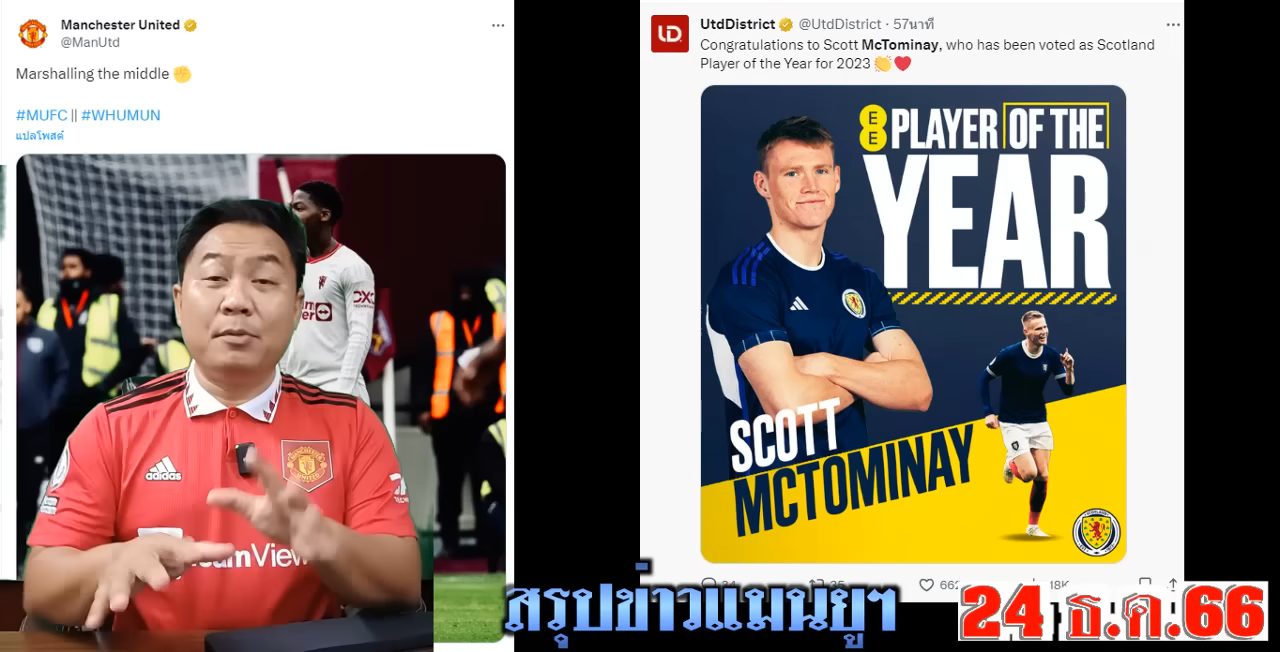 Manchester United
@ManUtd
Marshalling the middle
#MUFC || #WHUMUN
แปลโพสค์
adidas
TeamView
UtdDistrict @UtdDistrict · 57นาที
Congratulations to Scott McTominay, who has been voted as Scotland
Player of the Year for 2023
EE PLAYER OF THE
YEAR
SCOTT
MCTOMINAY
สรุปข่าวแมนยูฯ
24 ธ.ค.66